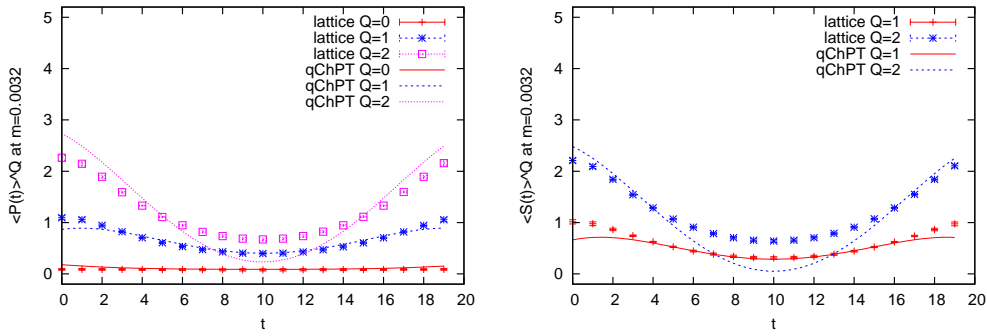 <P(t)>^Q at m=0.0032
5
4
3
2
1
0
lattice Q=0
lattice Q=1
lattice Q=2
qChPT Q=0
qChPT Q=1
qChPT Q=2
0 2 4 6 8 10 12 14 16 18 20
t
<S(t)>^Q at m=0.0032
5
4
3
2
1
0
lattice Q=1
lattice Q=2
qChPT Q=1
qChPT Q=2
0 2 4 6 8 10 12 14 16 18 20
t